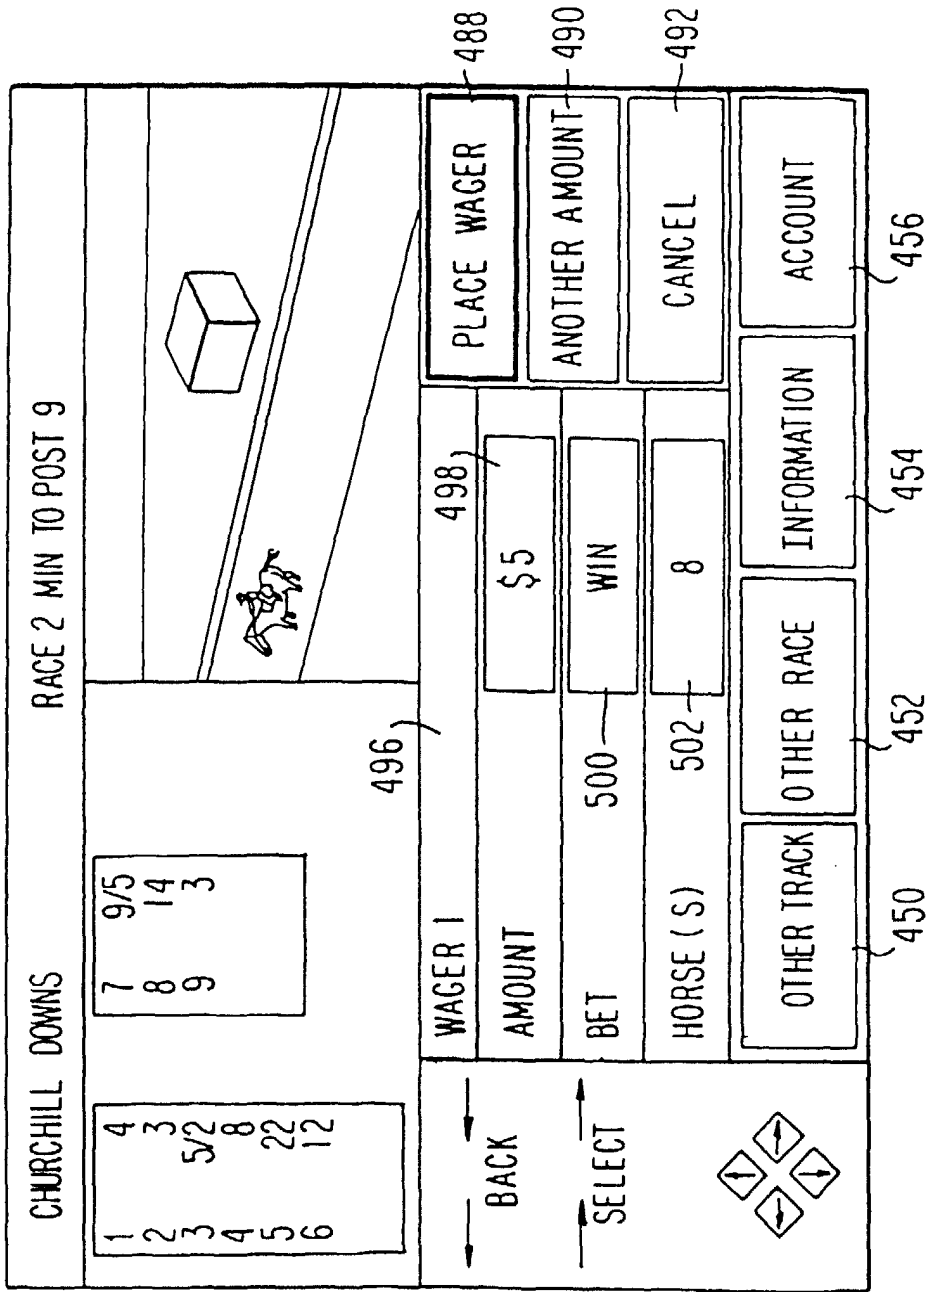 CHURCHILL DOWNS RACE 2 MIN TO POST 9
1 4
2 3
3 5/2
4 8
5 22
6 12
7 9/5
8 14
9 3
496
BACK
SELECT
WAGER 1
498
AMOUNT $5
BET 500 WIN
HORSE (S) 502 8
PLACE WAGER 488
ANOTHER AMOUNT 490
CANCEL 492
OTHER TRACK OTHER RACE INFORMATION ACCOUNT
450 452 454 456